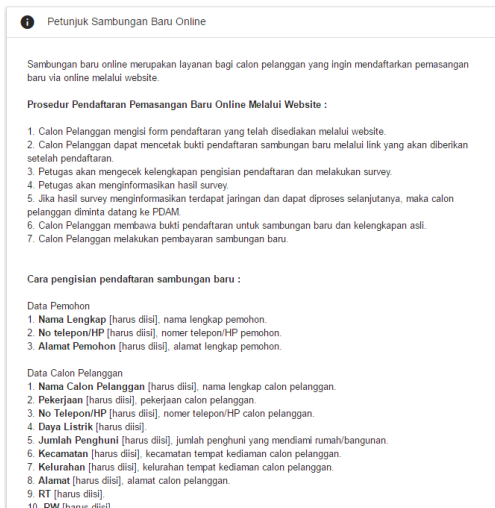 Petunjuk Sambungan Baru Online
Sambungan baru online merupakan layanan bagi calon pelanggan yang ingin mendaftarkan pemasangan
baru via online melalui website.
Prosedur Pendaftaran Pemasangan Baru Online Melalui Website :
1. Calon Pelanggan mengisi form pendaftaran yang telah disediakan melalui website.
2. Calon Pelanggan dapat mencetak bukti pendaftaran sambungan baru melalui link yang akan diberikan
setelah pendaftaran.
3. Petugas akan mengecek kelengkapan pengisian pendaftaran dan melakukan survey.
4. Petugas akan menginformasikan hasil survey.
5. Jika hasil survey menginformasikan terdapat jaringan dan dapat diproses selanjutanya, maka calon
pelanggan diminta datang ke PDAM.
6. Calon Pelanggan membawa bukti pendaftaran untuk sambungan baru dan kelengkapan asli.
7. Calon Pelanggan melakukan pembayaran sambungan baru.
Cara pengisian pendaftaran sambungan baru :
Data Pemohon
1. Nama Lengkap [harus diisi], nama lengkap pemohon.
2. No telepon/HP [harus diisi], nomer telepon/HP pemohon.
3. Alamat Pemohon [harus diisi], alamat lengkap pemohon.
Data Calon Pelanggan
1. Nama Calon Pelanggan [harus diisi], nama lengkap calon pelanggan.
2. Pekerjaan [harus diisi], pekerjaan calon pelanggan.
3. No Telepon/HP [harus diisi], nomer telepon/HP calon pelanggan.
4. Daya Listrik [harus diisi].
5. Jumlah Penghuni [harus diisi], jumlah penghuni yang mendiami rumah/bangunan.
6. Kecamatan [harus diisi], kecamatan tempat kediaman calon pelanggan.
7. Kelurahan [harus diisi], kelurahan tempat kediaman calon pelanggan.
8. Alamat [harus diisi], alamat calon pelanggan.
9. RT [harus diisi].
10. RW [harus diisi]